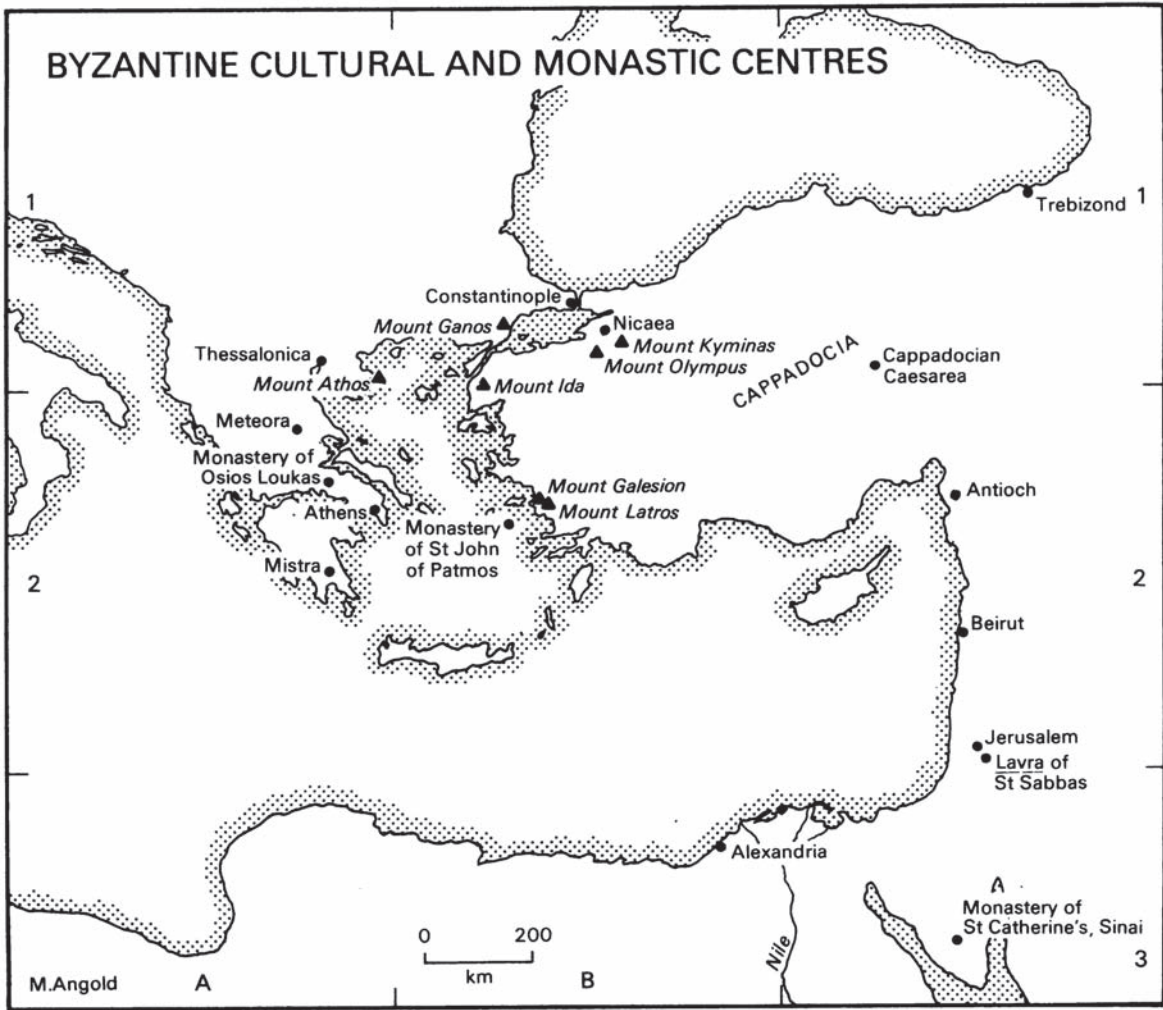 BYZANTINE CULTURAL AND MONASTIC CENTRES
1
1
Trebizond
Constantinople
Mount Ganos
Nicaea
Mount Kyminas
Mount Olympus
Thessalonica
Mount Athos
Mount Ida
CAPPADOCIA
Cappadocian
Caesarea
Meteora
Monastery of
Osios Loukas
Mount Galesion
Mount Latros
Antioch
Athens
Monastery
of St John
of Patmos
Mistra
2
2
Beirut
Jerusalem
Lavra of
St Sabbas
Alexandria
Monastery of
St Catherine's, Sinai
Nile
0 200
km
3
M.Angold
A
B